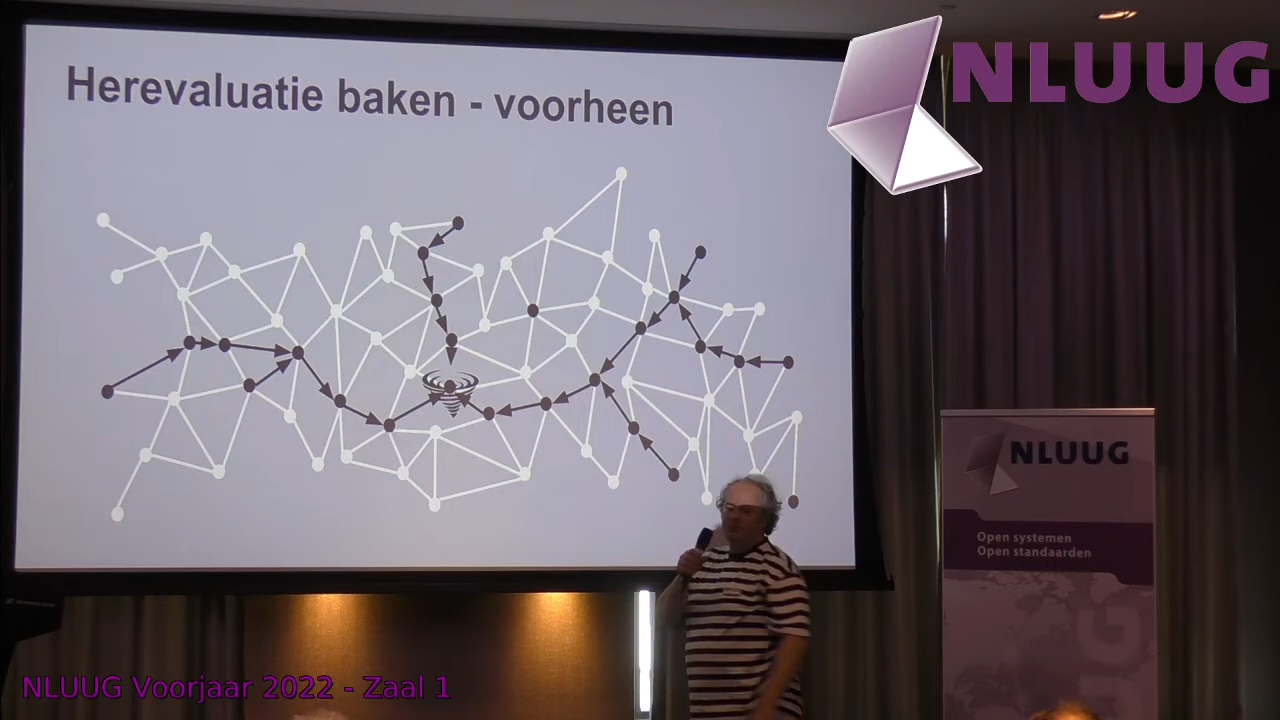 Herevaluatie baken - voorheen
NLUUG
NLUUG
Open systemen
Open standaarden
NLUUG Voorjaar 2022 - Zaal 1